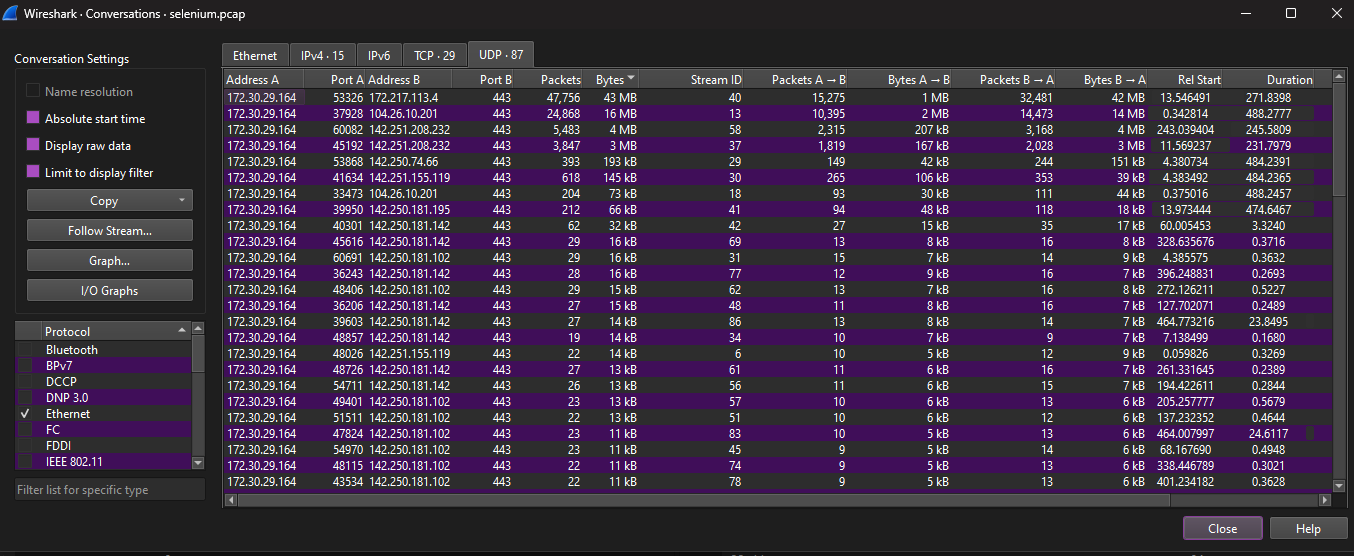 Wireshark · Conversations · selenium.pcap
Conversation Settings
Name resolution
Absolute start time
Display raw data
Limit to display filter
Copy
Follow Stream...
Graph...
I/O Graphs
Protocol
Bluetooth
BPv7
DCCP
DNP 3.0
Ethernet
FC
FDDI
IEEE 802.11
Filter list for specific type
Ethernet IPv4 · 15 IPv6 TCP · 29 UDP · 87
Address A Port A Address B Port B Packets Bytes Stream ID Packets A → B Bytes A → B Packets B → A Bytes B → A Rel Start Duration
172.30.29.164 53326 172.217.113.4 443 47,756 43 MB 40 15,275 1 MB 32,481 42 MB 13.546491 271.8398
172.30.29.164 37928 104.26.10.201 443 24,868 16 MB 13 10,395 2 MB 14,473 14 MB 0.342814 488.2777
172.30.29.164 60082 142.251.208.232 443 5,483 4 MB 58 2,315 207 kB 3,168 4 MB 243.039404 245.5809
172.30.29.164 45192 142.251.208.232 443 3,847 3 MB 37 1,819 167 kB 2,028 3 MB 11.569237 231.7979
172.30.29.164 53868 142.250.74.66 443 393 193 kB 29 149 42 kB 244 151 kB 4.380734 484.2391
172.30.29.164 41634 142.251.155.119 443 618 145 kB 30 265 106 kB 353 39 kB 4.383492 484.2365
172.30.29.164 33473 104.26.10.201 443 204 73 kB 18 93 30 kB 111 44 kB 0.375016 488.2457
172.30.29.164 39950 142.250.181.195 443 212 66 kB 41 94 48 kB 118 18 kB 13.973444 474.6467
172.30.29.164 40301 142.250.181.142 443 62 32 kB 42 27 15 kB 35 17 kB 60.005453 3.3240
172.30.29.164 45616 142.250.181.142 443 29 16 kB 69 13 8 kB 16 8 kB 328.635676 0.3716
172.30.29.164 60691 142.250.181.102 443 29 16 kB 31 15 7 kB 14 9 kB 4.385575 0.3632
172.30.29.164 36243 142.250.181.142 443 28 16 kB 77 12 9 kB 16 7 kB 396.248831 0.2693
172.30.29.164 48406 142.250.181.102 443 29 15 kB 62 13 7 kB 16 8 kB 272.126211 0.5227
172.30.29.164 36206 142.250.181.142 443 27 15 kB 48 11 8 kB 16 7 kB 127.702071 0.2489
172.30.29.164 39603 142.250.181.142 443 27 14 kB 86 13 8 kB 14 7 kB 464.773216 23.8495
172.30.29.164 48857 142.250.181.142 443 19 14 kB 34 10 7 kB 9 7 kB 7.138499 0.1680
172.30.29.164 48026 142.251.155.119 443 22 14 kB 6 10 5 kB 12 9 kB 0.059826 0.3269
172.30.29.164 48726 142.250.181.142 443 27 13 kB 61 11 6 kB 16 7 kB 261.331645 0.2389
172.30.29.164 54711 142.250.181.142 443 26 13 kB 56 11 6 kB 15 7 kB 194.422611 0.2844
172.30.29.164 49401 142.250.181.102 443 23 11 kB 57 10 6 kB 13 6 kB 205.257777 0.5679
172.30.29.164 51511 142.250.181.102 443 22 11 kB 51 10 6 kB 12 6 kB 137.232352 0.4644
172.30.29.164 47824 142.250.181.102 443 23 11 kB 83 10 5 kB 13 6 kB 464.007997 24.6117
172.30.29.164 54970 142.250.181.102 443 23 11 kB 45 9 5 kB 14 6 kB 68.167690 0.4948
172.30.29.164 48115 142.250.181.102 443 22 11 kB 74 9 5 kB 13 6 kB 338.446789 0.3021
172.30.29.164 43534 142.250.181.102 443 22 11 kB 78 9 5 kB 13 6 kB 401.234182 0.3628
Close
Help